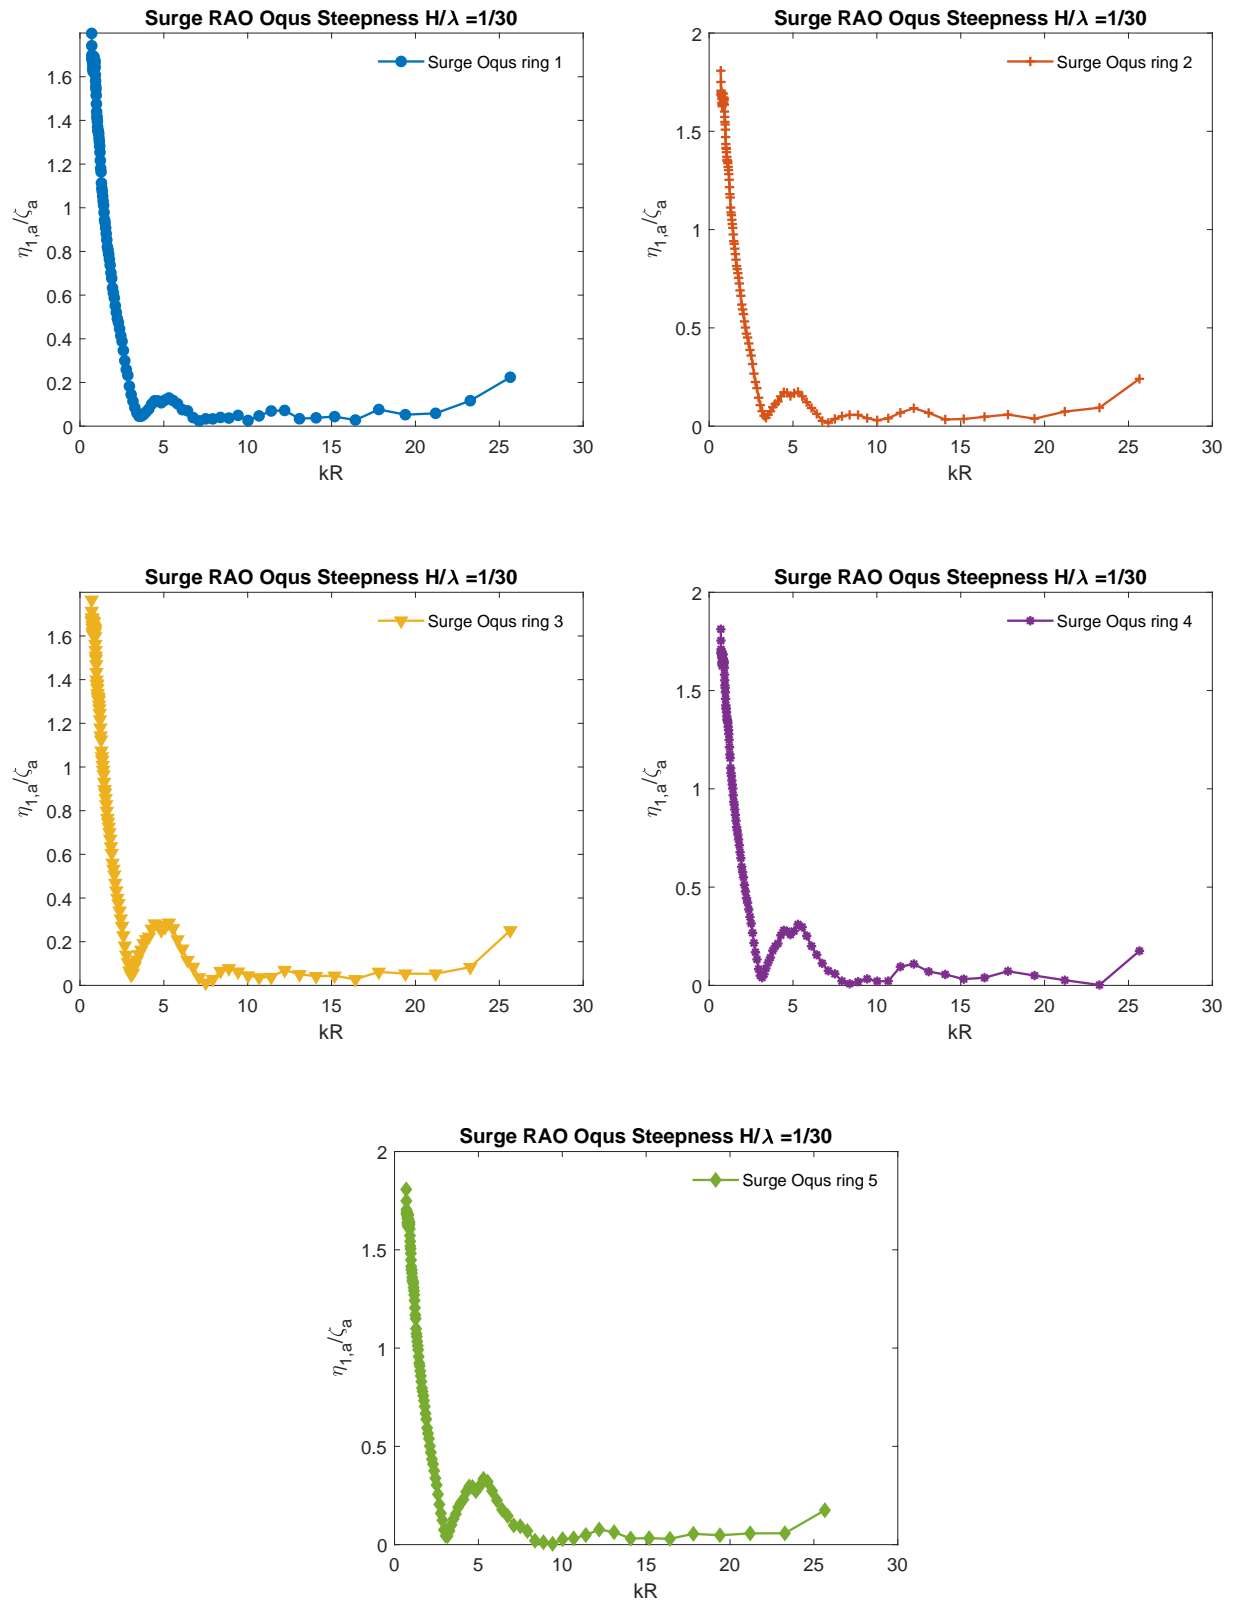 Surge RAO Oqus Steepness H/λ =1/30
Surge Oqus ring 1
1.6
1.4
1.2
1
0.8
0.6
0.4
0.2
0
η1,a/ζa
0 5 10 15 20 25 30
kR
Surge RAO Oqus Steepness H/λ =1/30
Surge Oqus ring 2
2
1.5
1
0.5
0
η1,a/ζa
0 5 10 15 20 25 30
kR
Surge RAO Oqus Steepness H/λ =1/30
Surge Oqus ring 3
1.6
1.4
1.2
1
0.8
0.6
0.4
0.2
0
η1,a/ζa
0 5 10 15 20 25 30
kR
Surge RAO Oqus Steepness H/λ =1/30
Surge Oqus ring 4
2
1.5
1
0.5
0
η1,a/ζa
0 5 10 15 20 25 30
kR
Surge RAO Oqus Steepness H/λ =1/30
Surge Oqus ring 5
2
1.5
1
0.5
0
η1,a/ζa
0 5 10 15 20 25 30
kR